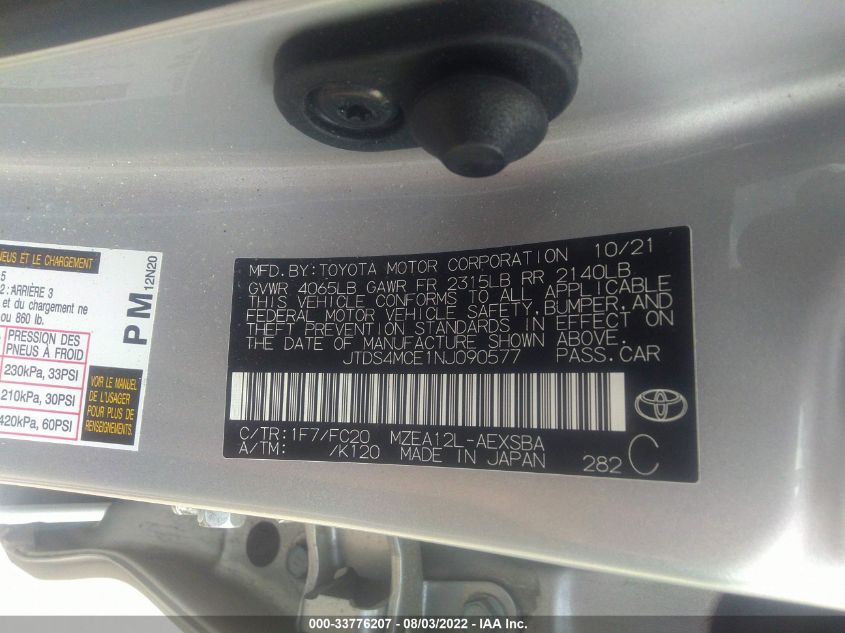 NEUS ET LE CHARGEMENT
5
2 :ARRIÈRE 3
et du chargement ne
ou 860 lb.
PRESSION DES
PNEUS À FROID
230kPa, 33PSI
210kPa, 30PSI
420kPa, 60PSI
VOIR LE MANUEL
DE L'USAGER
POUR PLUS DE
RENSEIGNEMENTS
PM
12N20
MFD.BY:TOYOTA MOTOR CORPORATION 10/21
GVWR 4065LB GAWR FR 2315LB RR 2140LB
THIS VEHICLE CONFORMS TO ALL APPLICABLE
FEDERAL MOTOR VEHICLE SAFETY,BUMPER,AND
THEFT PREVENTION STANDARDS IN EFFECT ON
THE DATE OF MANUFACTURE SHOWN ABOVE.
JTDS4MCE1NJ090577 PASS.CAR
C/TR:1F7/FC20 MZEA12L-AEXSBA
A/TM: /K120 MADE IN JAPAN 282 C
000-33776207 - 08/03/2022 - IAA Inc.